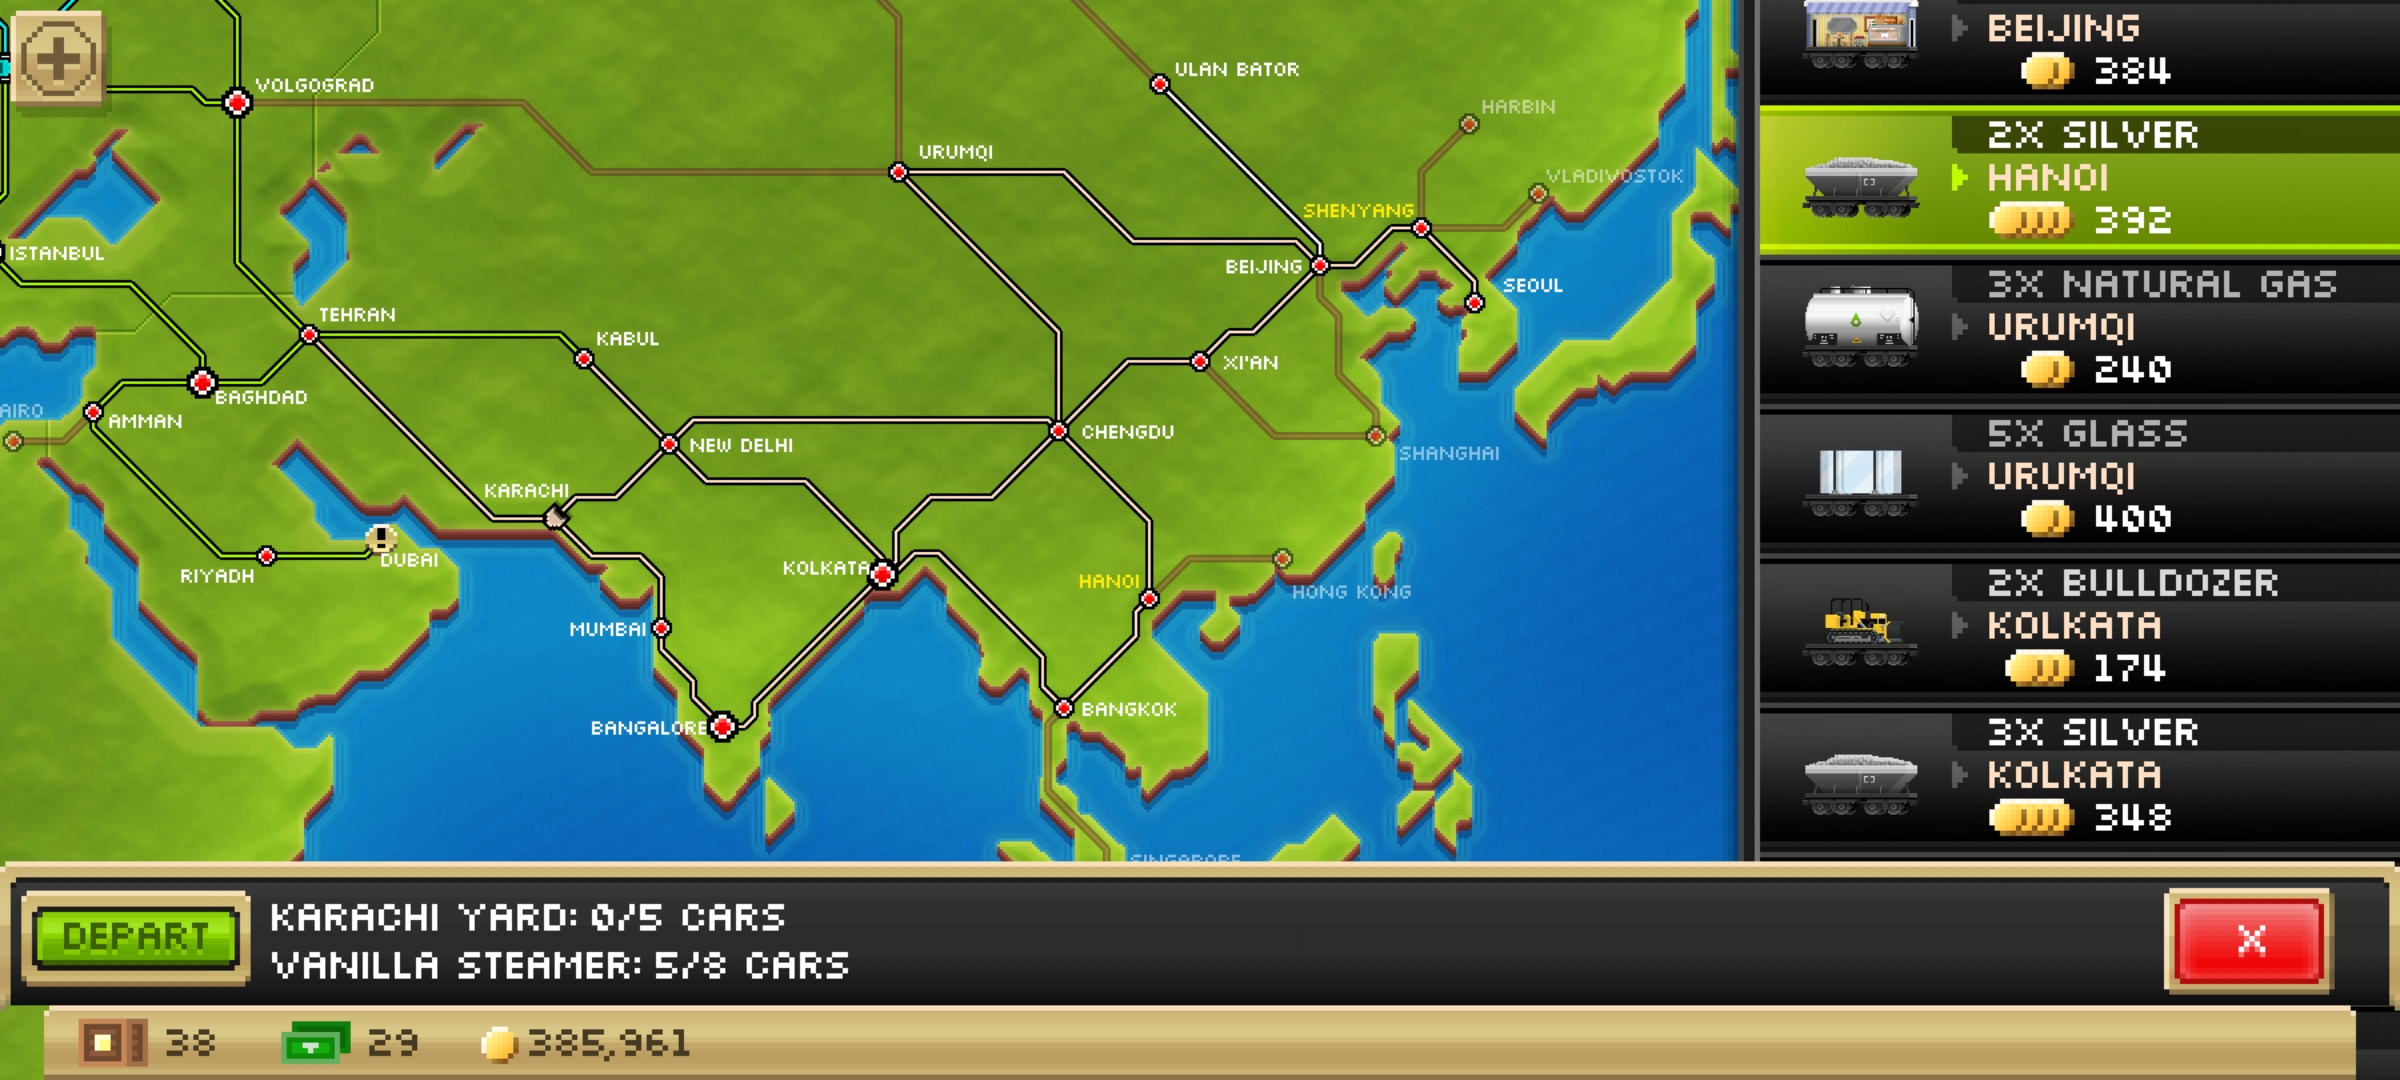 VOLGOGRAD
ULAN BATOR
HARBIN
URUMQI
VLADIVOSTOK
SHENYANG
ISTANBUL
BEIJING
SEOUL
TEHRAN
KABUL
XI'AN
BAGHDAD
AIRO
AMMAN
NEW DELHI
CHENGDU
SHANGHAI
KARACHI
DUBAI
RIYADH
KOLKATA
HANOI
HONG KONG
MUMBAI
BANGALORE
BANGKOK
SINGAPORE
BEIJING
384
2X SILVER
HANOI
392
3X NATURAL GAS
URUMQI
240
5X GLASS
URUMQI
400
2X BULLDOZER
KOLKATA
174
3X SILVER
KOLKATA
348
DEPART
KARACHI YARD: 0/5 CARS
VANILLA STEAMER: 5/8 CARS
X
38
29
385,961